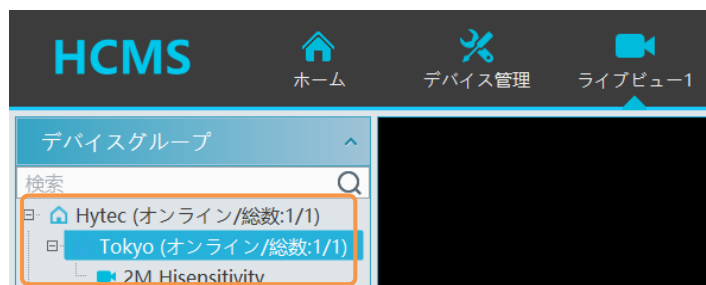 HCMS
ホーム
デバイス管理
ライブビュー1
デバイスグループ
検索
Hytec (オンライン/総数:1/1)
Tokyo (オンライン/総数:1/1)
2M Hisensitivity